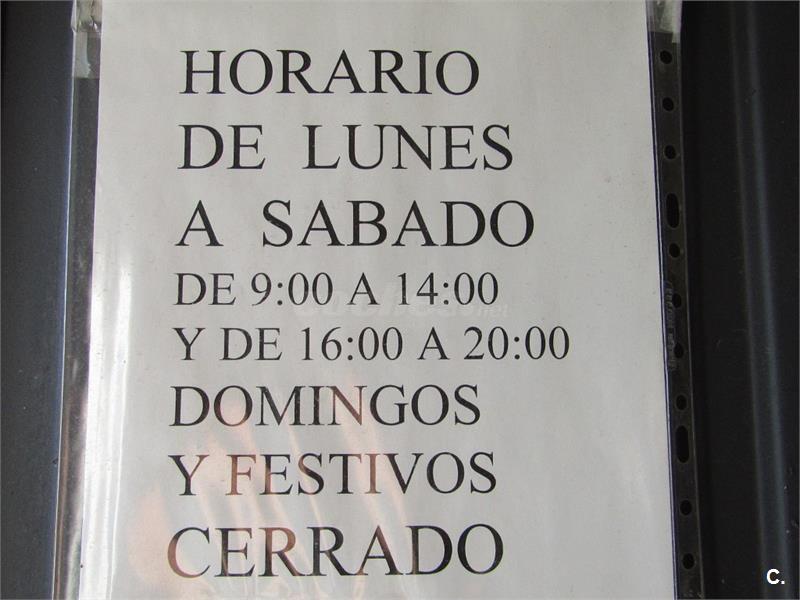 HORARIO
DE LUNES
A SABADO
DE 9:00 A 14:00
Y DE 16:00 A 20:00
DOMINGOS
Y FESTIVOS
CERRADO
C.